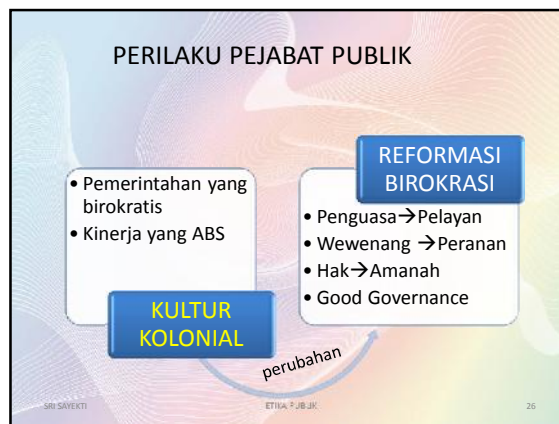 PERILAKU PEJABAT PUBLIK
• Pemerintahan yang
birokratis
• Kinerja yang ABS
KULTUR
KOLONIAL
REFORMASI
BIROKRASI
• Penguasa→Pelayan
• Wewenang →Peranan
• Hak→Amanah
• Good Governance
perubahan
SRI SAYEKTI
ETIKA PUBLIK
26